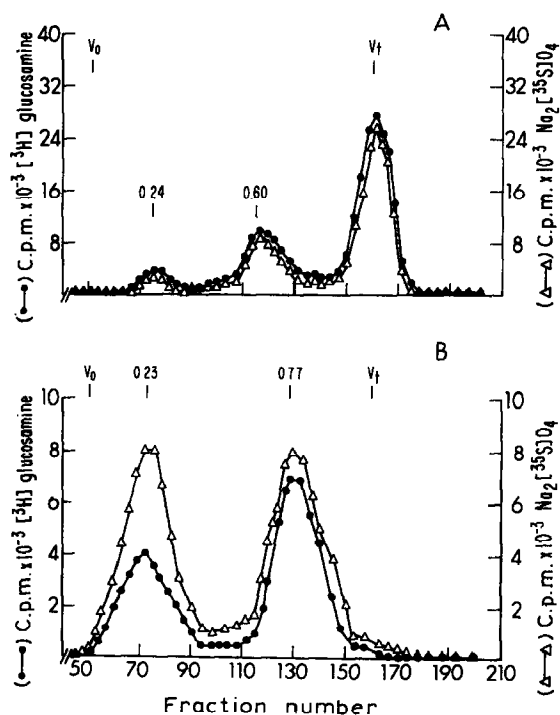 A
V₀
Vt
0.24
0.60
40
32
24
16
8
40
32
24
16
8
0
(●—●) C.p.m. x10⁻³ [³H] glucosamine
(△—△) C.p.m. x10⁻³ Na₂[³⁵S]O₄
B
V₀
0 23
0 77
Vt
10
8
6
4
2
10
8
6
4
2
0
(●—●) C.p.m. x10⁻³ [³H] glucosamine
(△—△) C.p.m. x10⁻³ Na₂[³⁵S]O₄
50 70 90 110 130 150 170 190 210
Fraction number